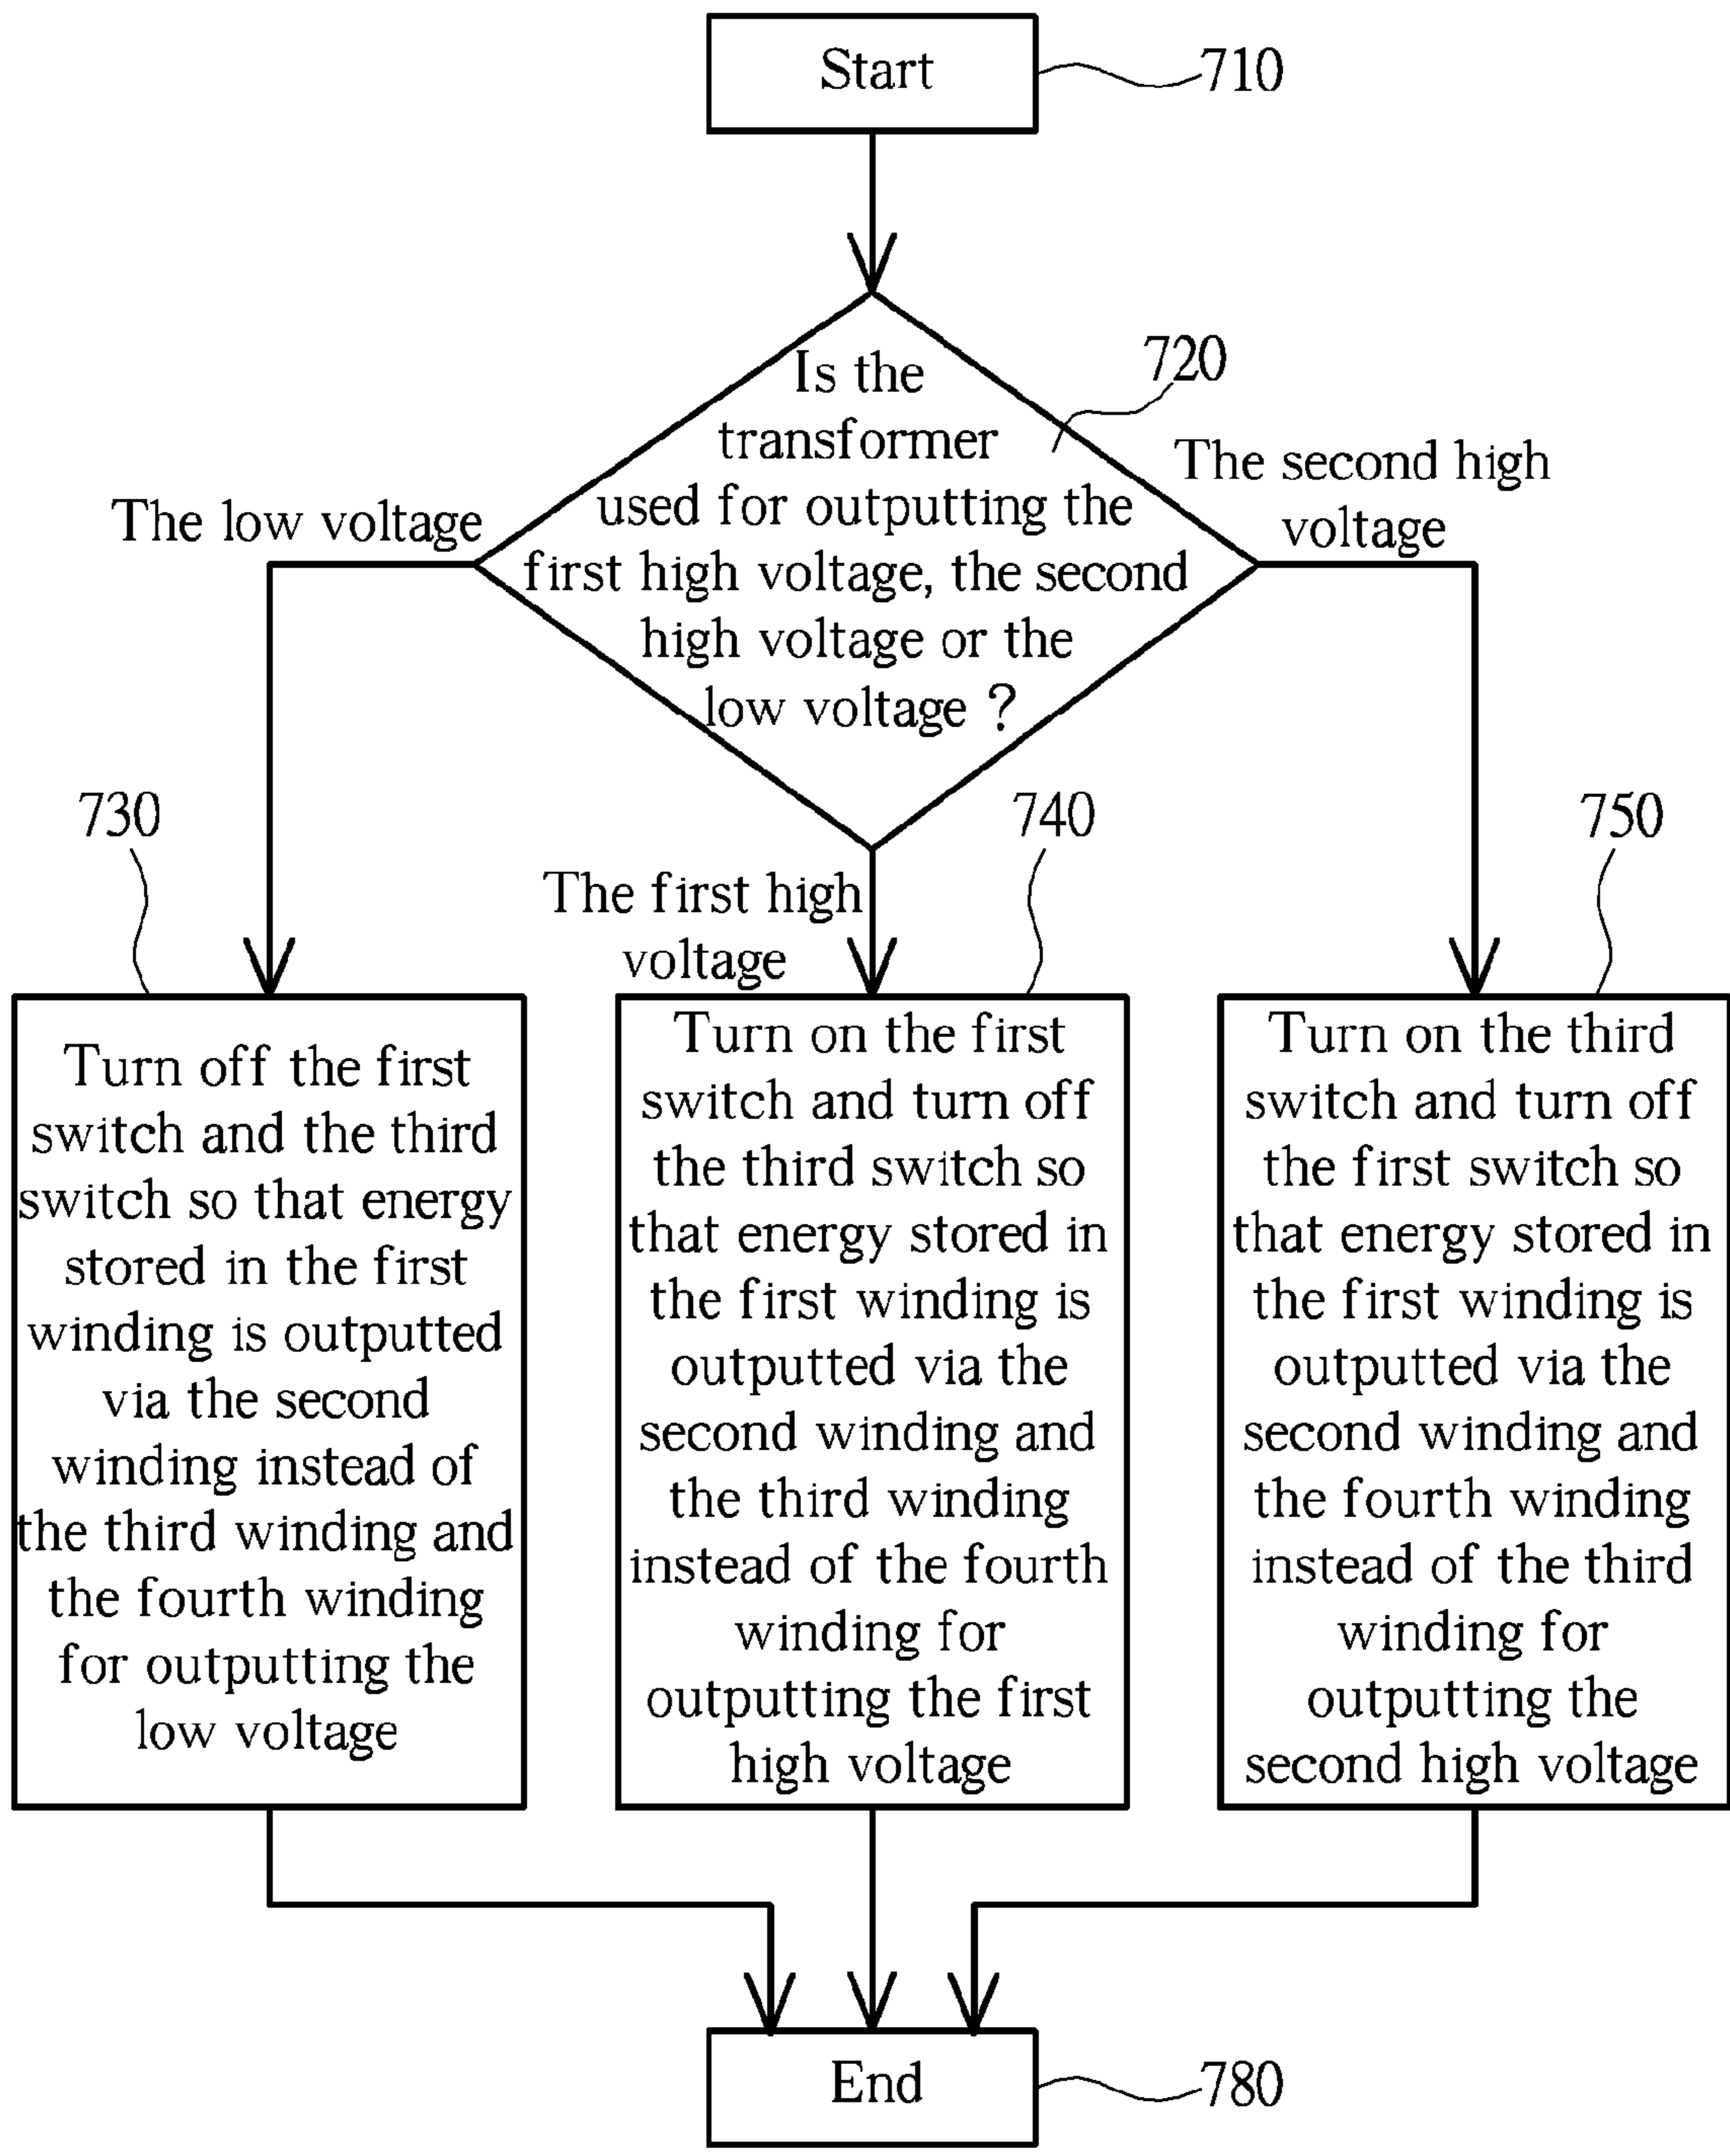 Start
710
Is the
transformer
used for outputting the
first high voltage, the second
high voltage or the
low voltage ?
720
The low voltage
The second high
voltage
The first high
voltage
730
Turn off the first
switch and the third
switch so that energy
stored in the first
winding is outputted
via the second
winding instead of
the third winding and
the fourth winding
for outputting the
low voltage
740
Turn on the first
switch and turn off
the third switch so
that energy stored in
the first winding is
outputted via the
second winding and
the third winding
instead of the fourth
winding for
outputting the first
high voltage
750
Turn on the third
switch and turn off
the first switch so
that energy stored in
the first winding is
outputted via the
second winding and
the fourth winding
instead of the third
winding for
outputting the
second high voltage
End
780